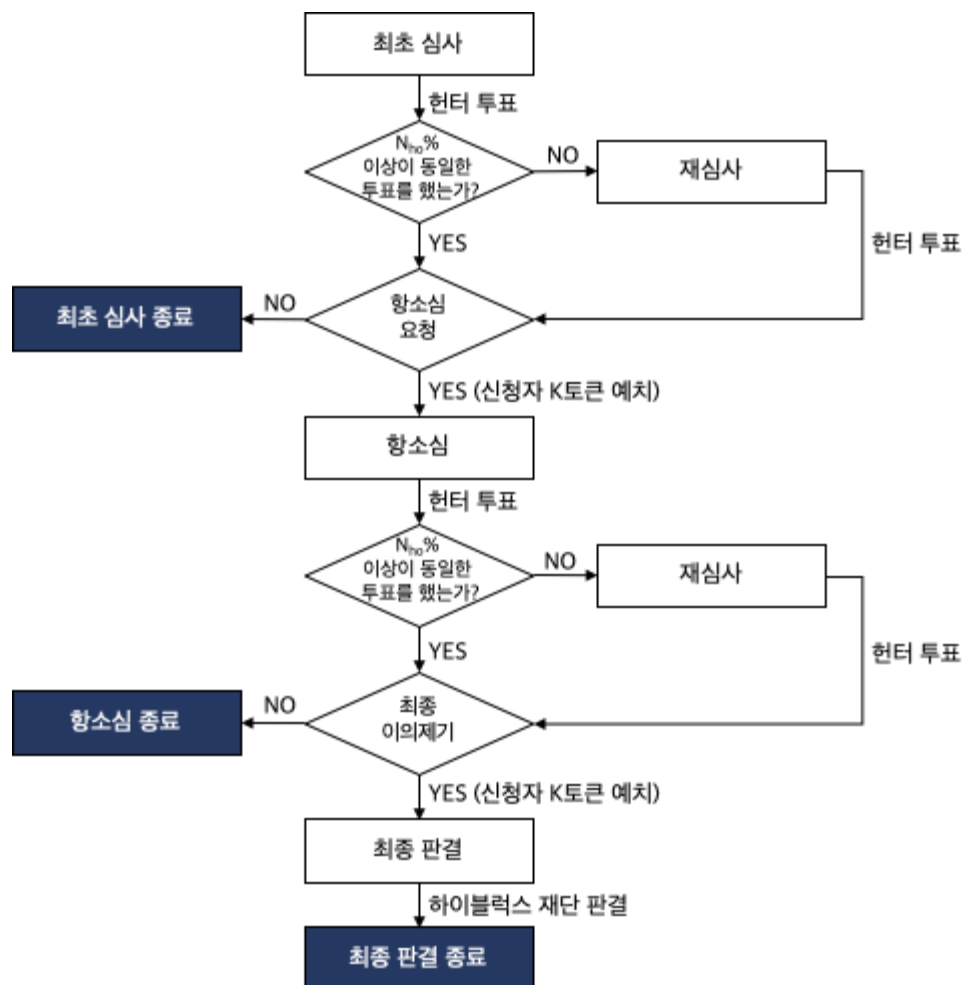 최초 심사
헌터 투표
Nho%
이상이 동일한
투표를 했는가?
NO
재심사
헌터 투표
YES
최초 심사 종료
NO
항소심
요청
YES (신청자 K토큰 예치)
항소심
헌터 투표
Nho%
이상이 동일한
투표를 했는가?
NO
재심사
헌터 투표
YES
항소심 종료
NO
최종
이의제기
YES (신청자 K토큰 예치)
최종 판결
하이블럭스 재단 판결
최종 판결 종료